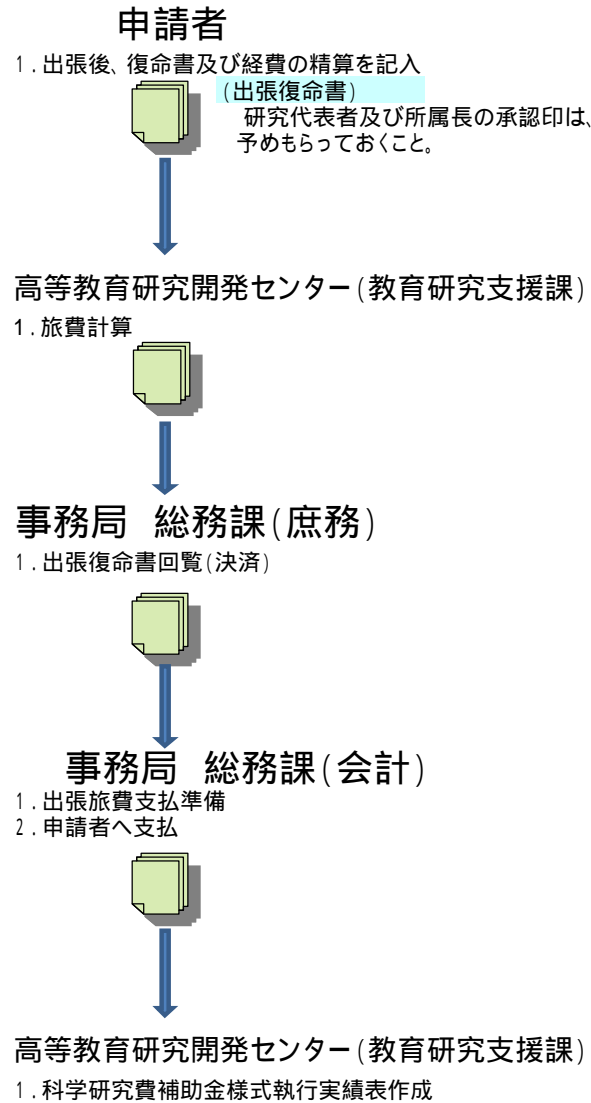 申請者
1．出張後、復命書及び経費の精算を記入
(出張復命書)
研究代表者及び所属長の承認印は、
予めもらっておくこと。
高等教育研究開発センター(教育研究支援課)
1．旅費計算
事務局　総務課(庶務)
1．出張復命書回覧(決済)
事務局　総務課(会計)
1．出張旅費支払準備
2．申請者へ支払
高等教育研究開発センター(教育研究支援課)
1．科学研究費補助金様式執行実績表作成